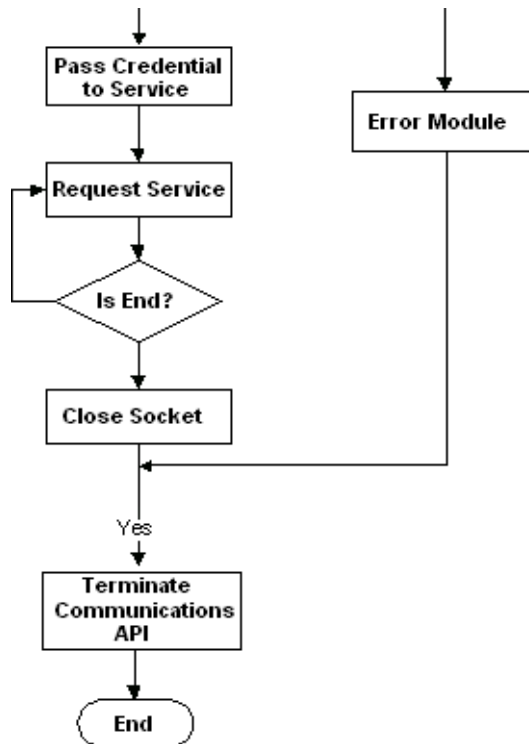 Pass Credential
to Service
Error Module
Request Service
Is End?
Close Socket
Yes
Terminate
Communications
API
End